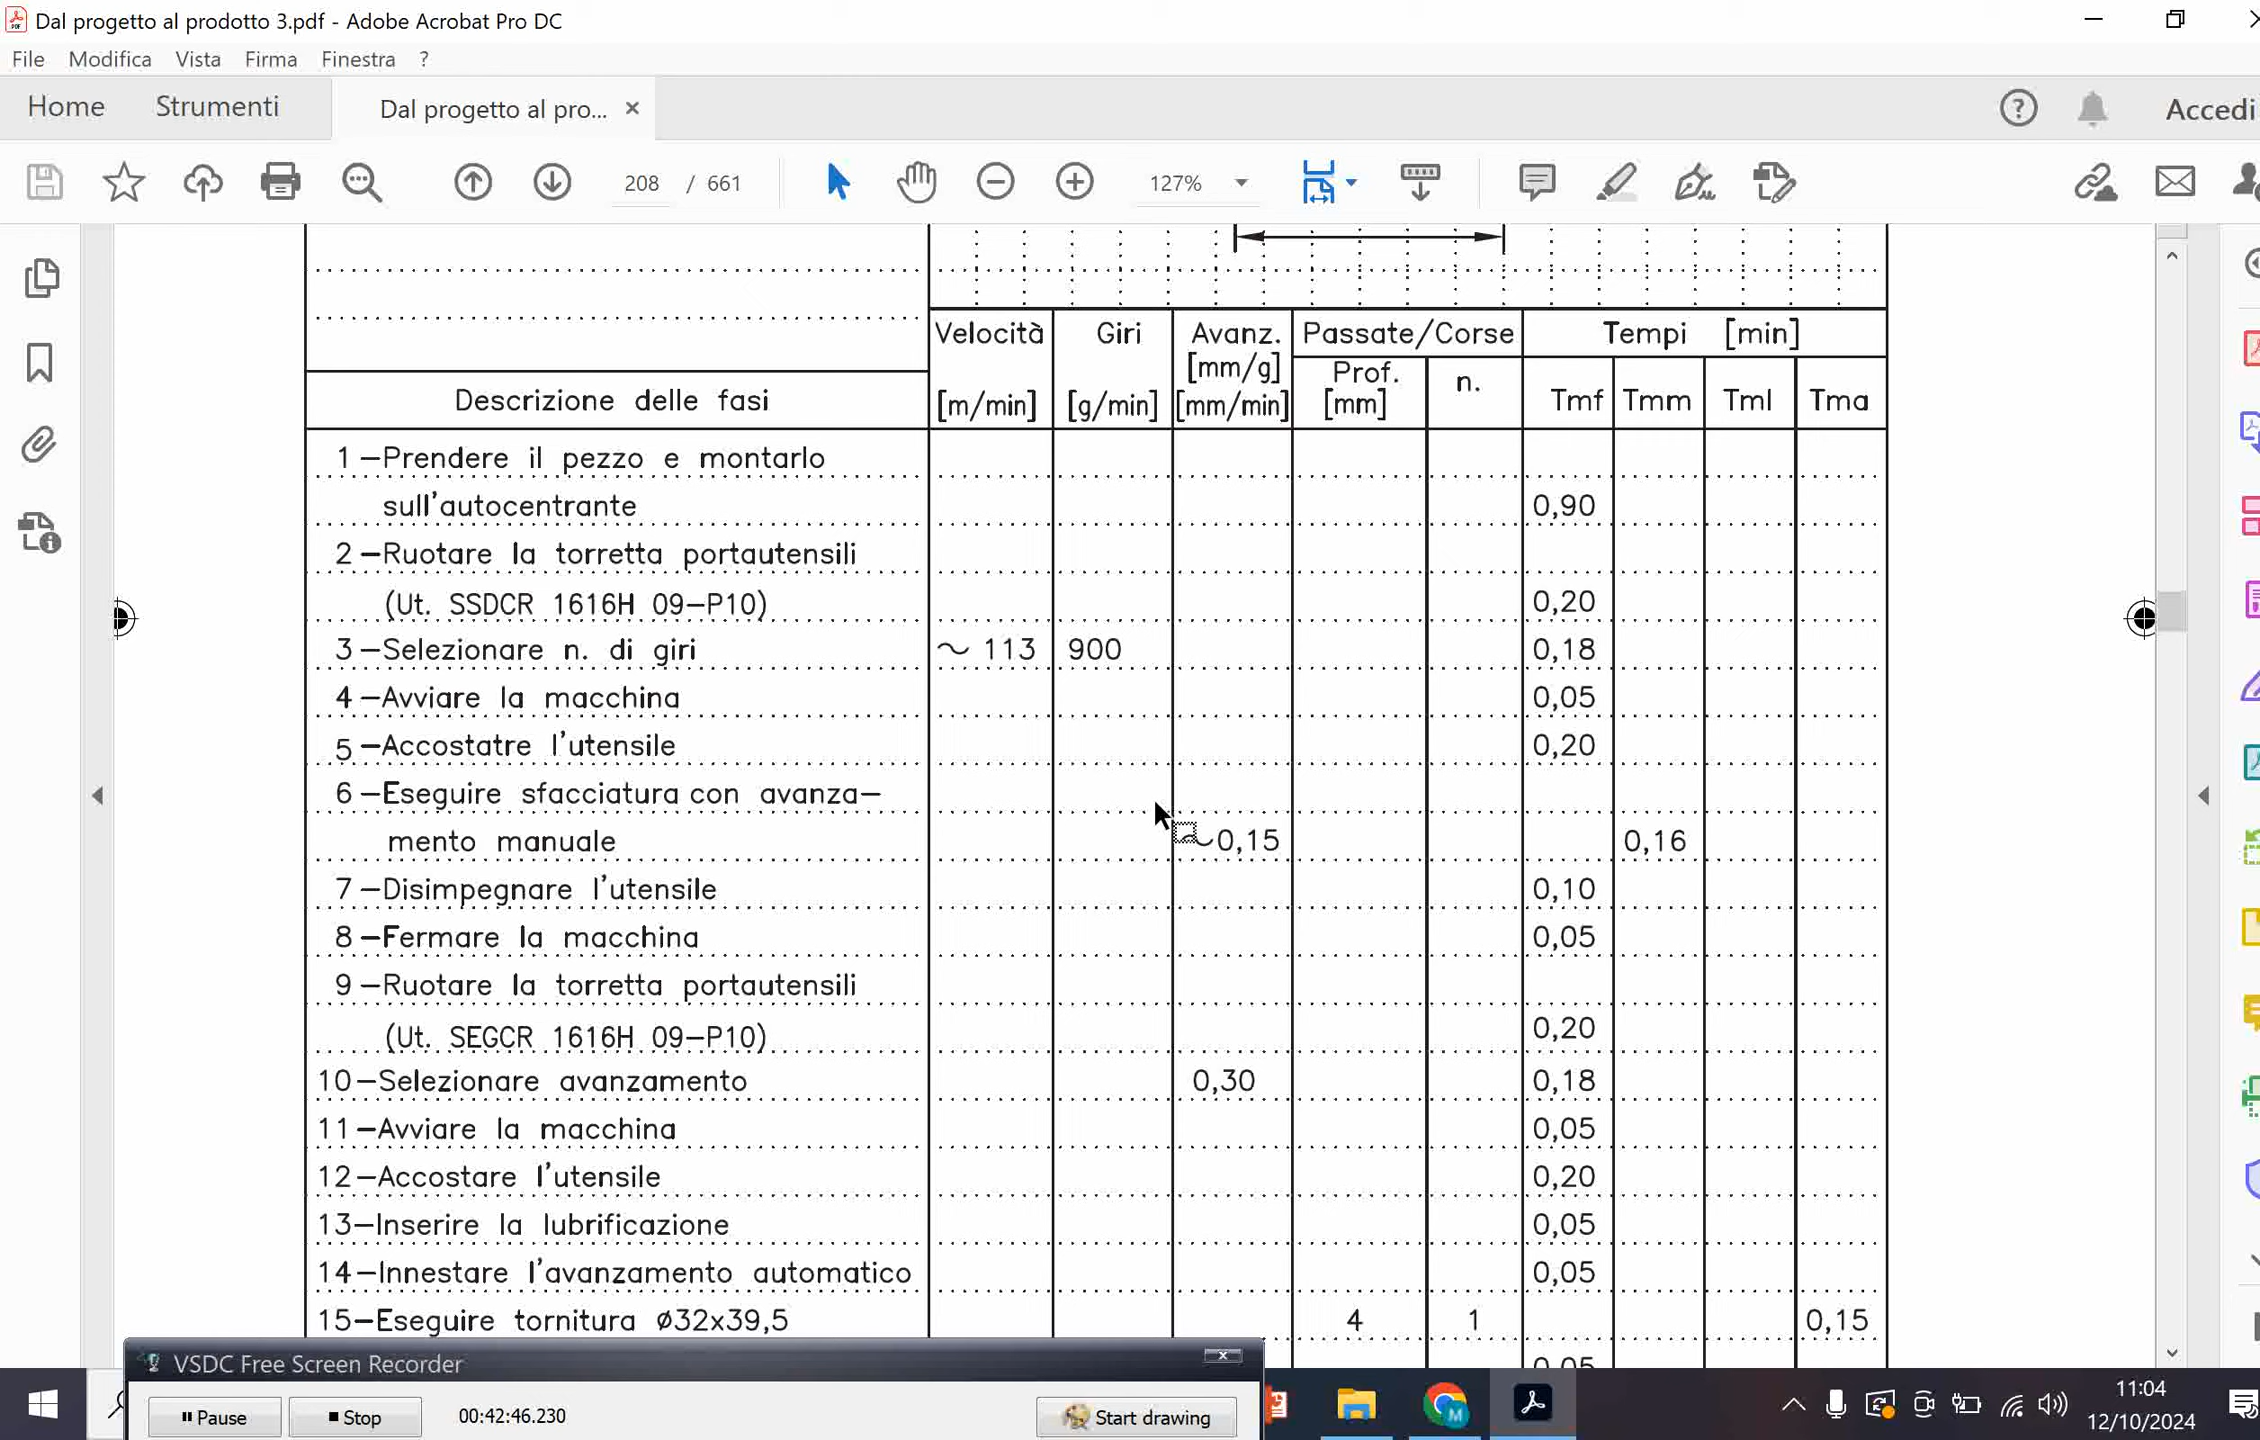 Dal progetto al prodotto 3.pdf - Adobe Acrobat Pro DC
File Modifica Vista Firma Finestra ?
Home Strumenti Dal progetto al pro... Accedi
208 / 661 127%
Velocità Giri Avanz. Passate/Corse Tempi [min]
[mm/g] Prof. n.
Descrizione delle fasi [m/min] [g/min] [mm/min] [mm] Tmf Tmm Tml Tma
1–Prendere il pezzo e montarlo
sull'autocentrante 0,90
2–Ruotare la torretta portautensili
(Ut. SSDCR 1616H 09–P10) 0,20
3–Selezionare n. di giri ~ 113 900 0,18
4–Avviare la macchina 0,05
5–Accostatre l'utensile 0,20
6–Eseguire sfacciatura con avanza–
mento manuale ~0,15 0,16
7–Disimpegnare l'utensile 0,10
8–Fermare la macchina 0,05
9–Ruotare la torretta portautensili
(Ut. SEGCR 1616H 09–P10) 0,20
10–Selezionare avanzamento 0,30 0,18
11–Avviare la macchina 0,05
12–Accostare l'utensile 0,20
13–Inserire la lubrificazione 0,05
14–Innestare l'avanzamento automatico 0,05
15–Eseguire tornitura ø32x39,5 4 1 0,15
0,05
VSDC Free Screen Recorder
Pause Stop 00:42:46.230 Start drawing
11:04
12/10/2024